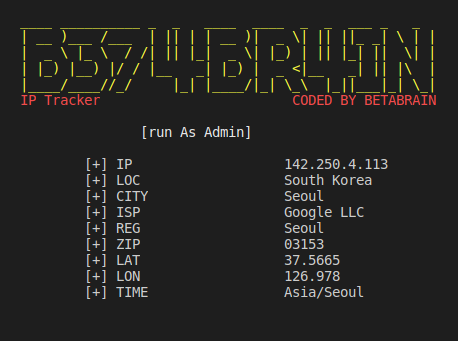 B374BR4IN
IP Tracker CODED BY BETABRAIN
[run As Admin]
[+] IP 142.250.4.113
[+] LOC South Korea
[+] CITY Seoul
[+] ISP Google LLC
[+] REG Seoul
[+] ZIP 03153
[+] LAT 37.5665
[+] LON 126.978
[+] TIME Asia/Seoul